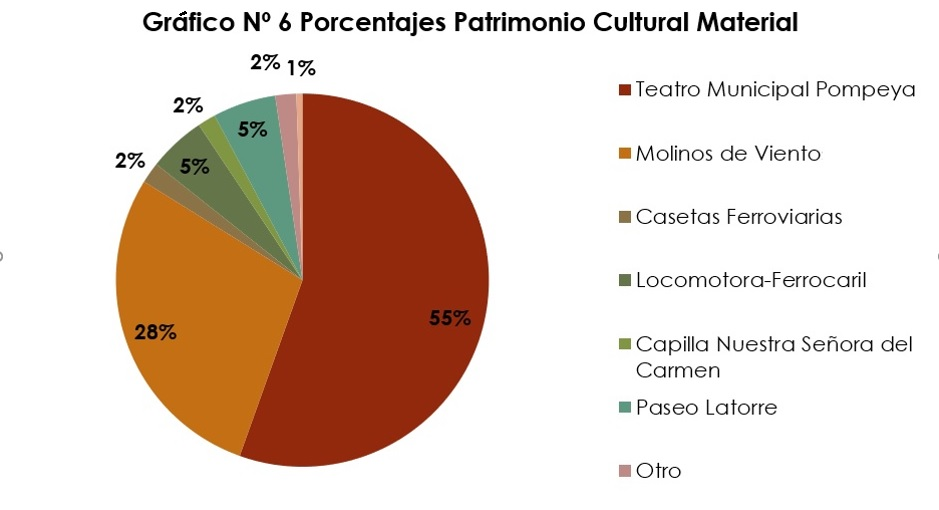 Gráfico Nº 6 Porcentajes Patrimonio Cultural Material
2% 1%
2%
5%
2%
5%
55%
28%
Teatro Municipal Pompeya
Molinos de Viento
Casetas Ferroviarias
Locomotora-Ferrocaril
Capilla Nuestra Señora del
Carmen
Paseo Latorre
Otro